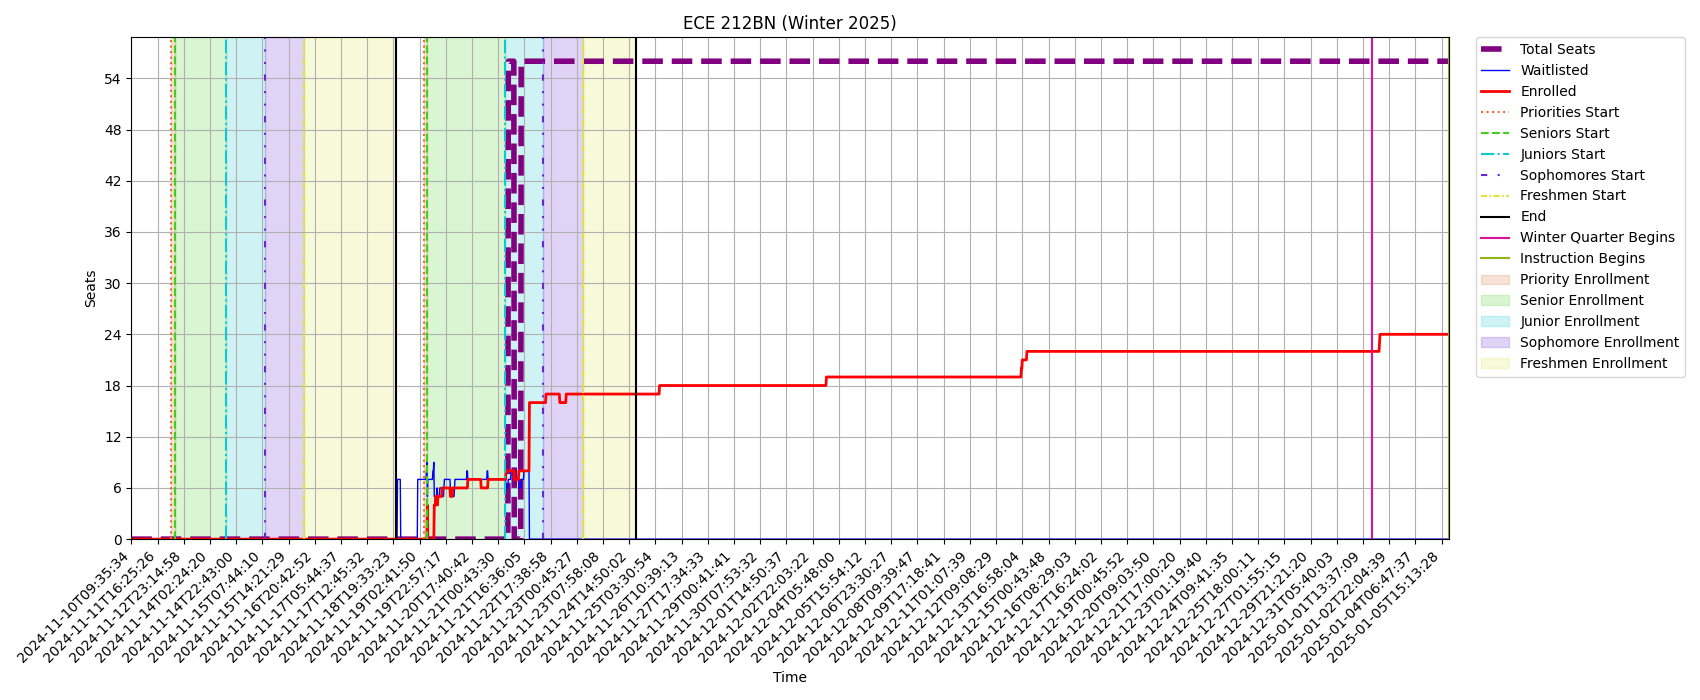 ECE 212BN (Winter 2025)
Seats
54
48
42
36
30
24
18
12
6
0
2024-11-10T09:35:34
2024-11-11T16:25:26
2024-11-12T23:14:58
2024-11-14T02:24:20
2024-11-14T22:43:00
2024-11-15T07:44:10
2024-11-15T14:21:29
2024-11-16T20:42:52
2024-11-17T05:44:37
2024-11-17T12:45:32
2024-11-18T19:33:23
2024-11-19T02:41:50
2024-11-19T22:57:17
2024-11-20T17:40:42
2024-11-21T00:43:30
2024-11-21T16:36:05
2024-11-22T17:38:58
2024-11-23T00:45:27
2024-11-23T07:58:08
2024-11-24T14:50:02
2024-11-25T03:30:54
2024-11-26T10:39:13
2024-11-27T17:34:33
2024-11-29T00:41:41
2024-11-30T07:53:32
2024-12-01T14:50:37
2024-12-02T22:03:22
2024-12-04T05:48:00
2024-12-05T15:54:12
2024-12-06T23:30:27
2024-12-08T09:39:47
2024-12-09T17:18:41
2024-12-11T01:07:39
2024-12-12T09:08:29
2024-12-13T16:58:04
2024-12-15T00:43:48
2024-12-16T08:29:03
2024-12-17T16:24:02
2024-12-19T00:45:52
2024-12-20T09:03:50
2024-12-21T17:00:20
2024-12-23T01:19:40
2024-12-24T09:41:35
2024-12-25T18:00:11
2024-12-27T01:55:15
2024-12-29T21:21:20
2024-12-31T05:40:03
2025-01-01T13:37:09
2025-01-02T22:04:39
2025-01-04T06:47:37
2025-01-05T15:13:28
Time
Total Seats
Waitlisted
Enrolled
Priorities Start
Seniors Start
Juniors Start
Sophomores Start
Freshmen Start
End
Winter Quarter Begins
Instruction Begins
Priority Enrollment
Senior Enrollment
Junior Enrollment
Sophomore Enrollment
Freshmen Enrollment